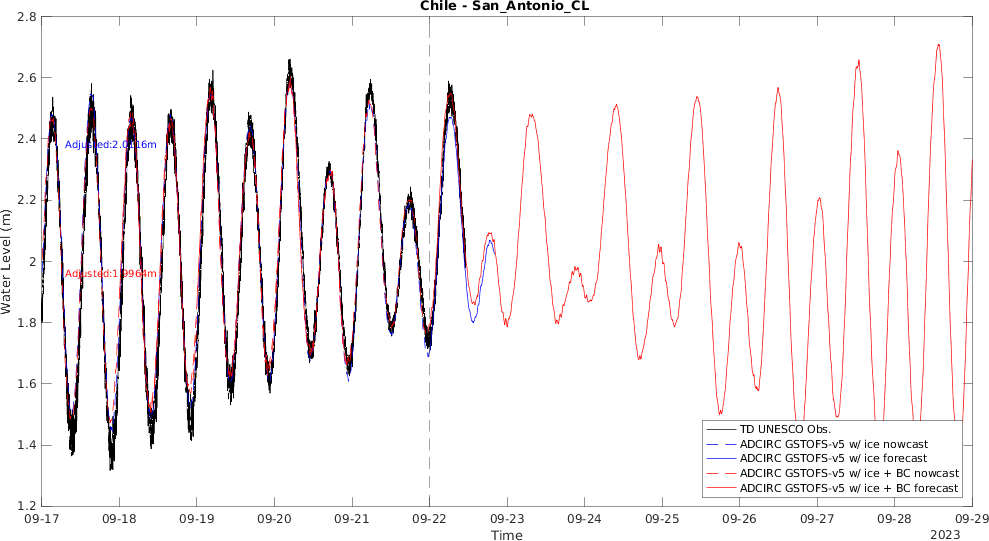 Chile - San_Antonio_CL
2.8
2.6
2.4
2.2
2
1.8
1.6
1.4
1.2
Water Level (m)
Adjusted:2.0116m
Adjusted:1.9964m
TD UNESCO Obs.
ADCIRC GSTOFS-v5 w/ ice nowcast
ADCIRC GSTOFS-v5 w/ ice forecast
ADCIRC GSTOFS-v5 w/ ice + BC nowcast
ADCIRC GSTOFS-v5 w/ ice + BC forecast
09-17 09-18 09-19 09-20 09-21 09-22 09-23 09-24 09-25 09-26 09-27 09-28 09-29
Time
2023